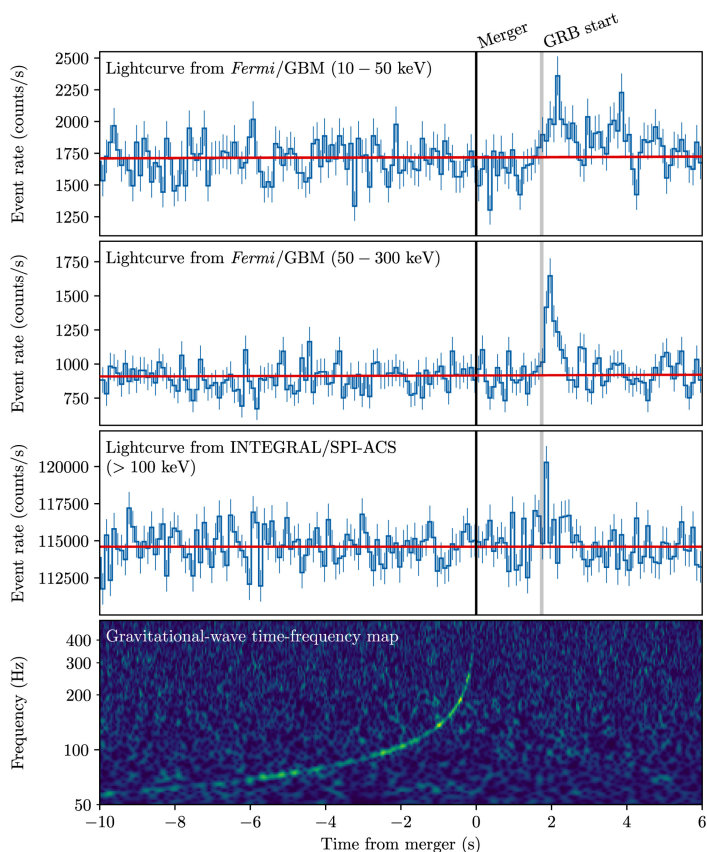 Merger
GRB start
2500
2250
2000
1750
1500
1250
Event rate (counts/s)
Lightcurve from Fermi/GBM (10 − 50 keV)
1750
1500
1250
1000
750
Event rate (counts/s)
Lightcurve from Fermi/GBM (50 − 300 keV)
120000
117500
115000
112500
Event rate (counts/s)
Lightcurve from INTEGRAL/SPI-ACS
(> 100 keV)
500
300
200
100
50
Frequency (Hz)
Gravitational-wave time-frequency map
−10 −8 −6 −4 −2 0 2 4 6
Time from merger (s)